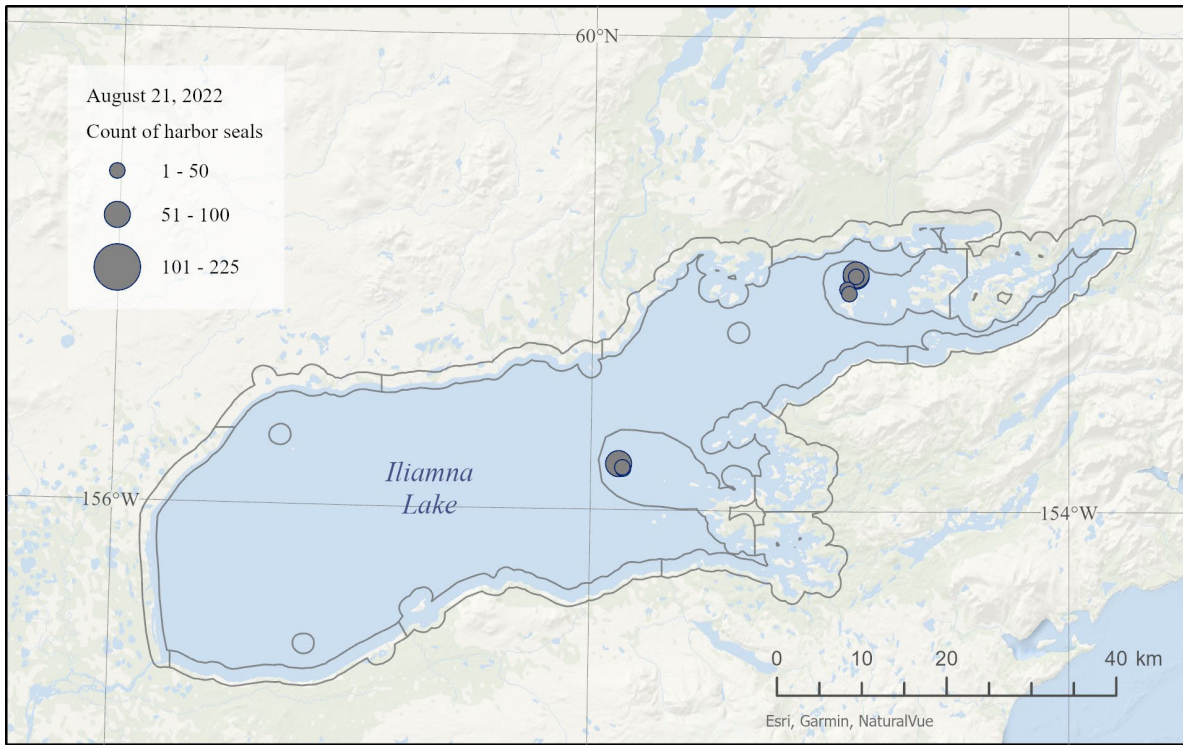 60°N
August 21, 2022
Count of harbor seals
1 - 50
51 - 100
101 - 225
Iliamna
Lake
156°W
154°W
0 10 20 40 km
Esri, Garmin, NaturalVue